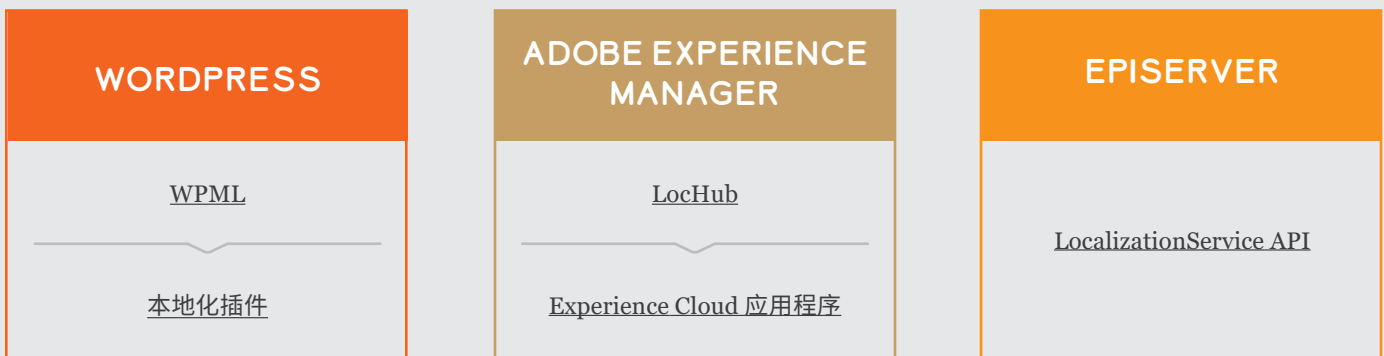 WORDPRESS
WPML
本地化插件
ADOBE EXPERIENCE
MANAGER
LocHub
Experience Cloud 应用程序
EPISERVER
LocalizationService API